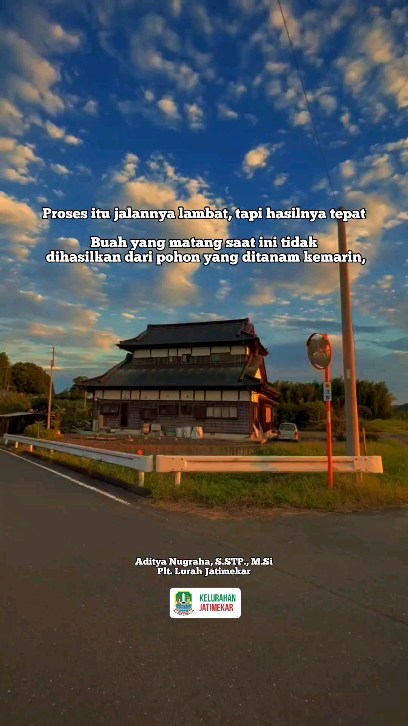 Proses itu jalannya lambat, tapi hasilnya tepat
Buah yang matang saat ini tidak
dihasilkan dari pohon yang ditanam kemarin,
Aditya Nugraha, S.STP., M.Si
Plt. Lurah Jatimekar
KELURAHAN
JATIMEKAR